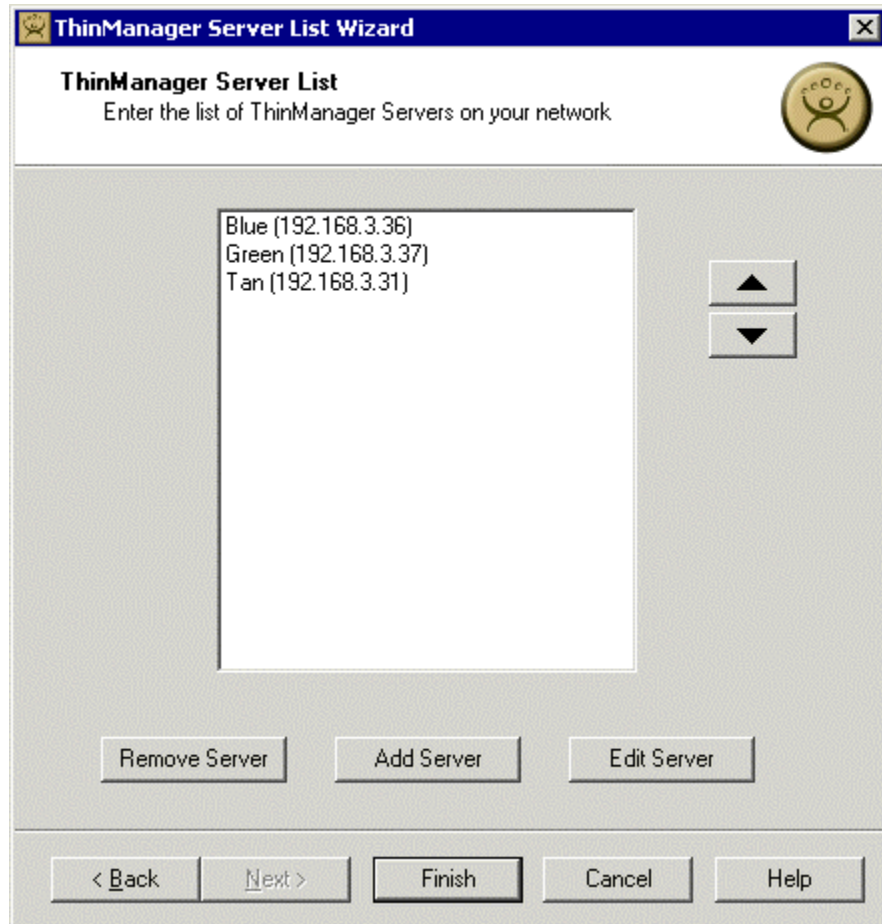 ThinManager Server List Wizard
ThinManager Server List
Enter the list of ThinManager Servers on your network
Blue (192.168.3.36)
Green (192.168.3.37)
Tan (192.168.3.31)
Remove Server
Add Server
Edit Server
< Back
Next >
Finish
Cancel
Help